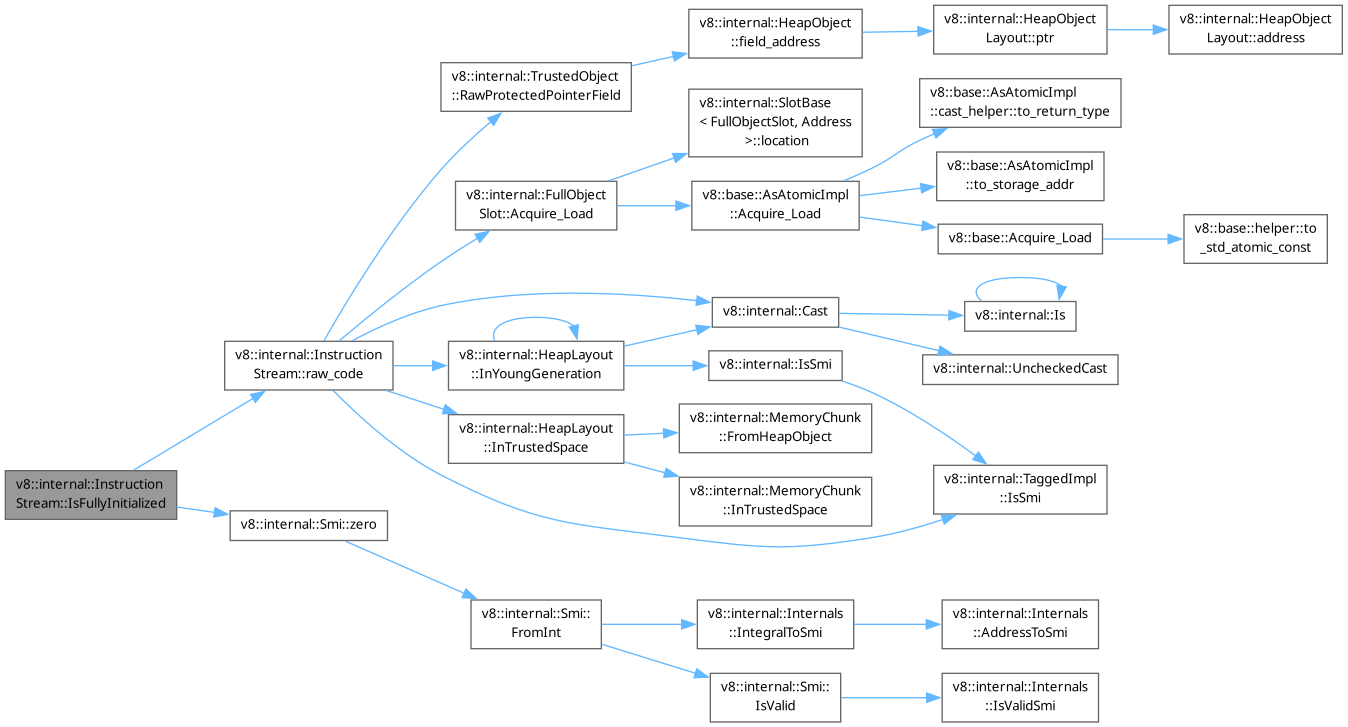 v8::internal::HeapObject
::field_address
v8::internal::HeapObject
Layout::ptr
v8::internal::HeapObject
Layout::address
v8::internal::TrustedObject
::RawProtectedPointerField
v8::internal::SlotBase
< FullObjectSlot, Address
>::location
v8::base::AsAtomicImpl
::cast_helper::to_return_type
v8::base::AsAtomicImpl
::to_storage_addr
v8::internal::FullObject
Slot::Acquire_Load
v8::base::AsAtomicImpl
::Acquire_Load
v8::base::Acquire_Load
v8::base::helper::to
_std_atomic_const
v8::internal::Cast
v8::internal::Is
v8::internal::Instruction
Stream::raw_code
v8::internal::HeapLayout
::InYoungGeneration
v8::internal::IsSmi
v8::internal::UncheckedCast
v8::internal::HeapLayout
::InTrustedSpace
v8::internal::MemoryChunk
::FromHeapObject
v8::internal::MemoryChunk
::InTrustedSpace
v8::internal::TaggedImpl
::IsSmi
v8::internal::Instruction
Stream::IsFullyInitialized
v8::internal::Smi::zero
v8::internal::Smi::
FromInt
v8::internal::Internals
::IntegralToSmi
v8::internal::Internals
::AddressToSmi
v8::internal::Smi::
IsValid
v8::internal::Internals
::IsValidSmi